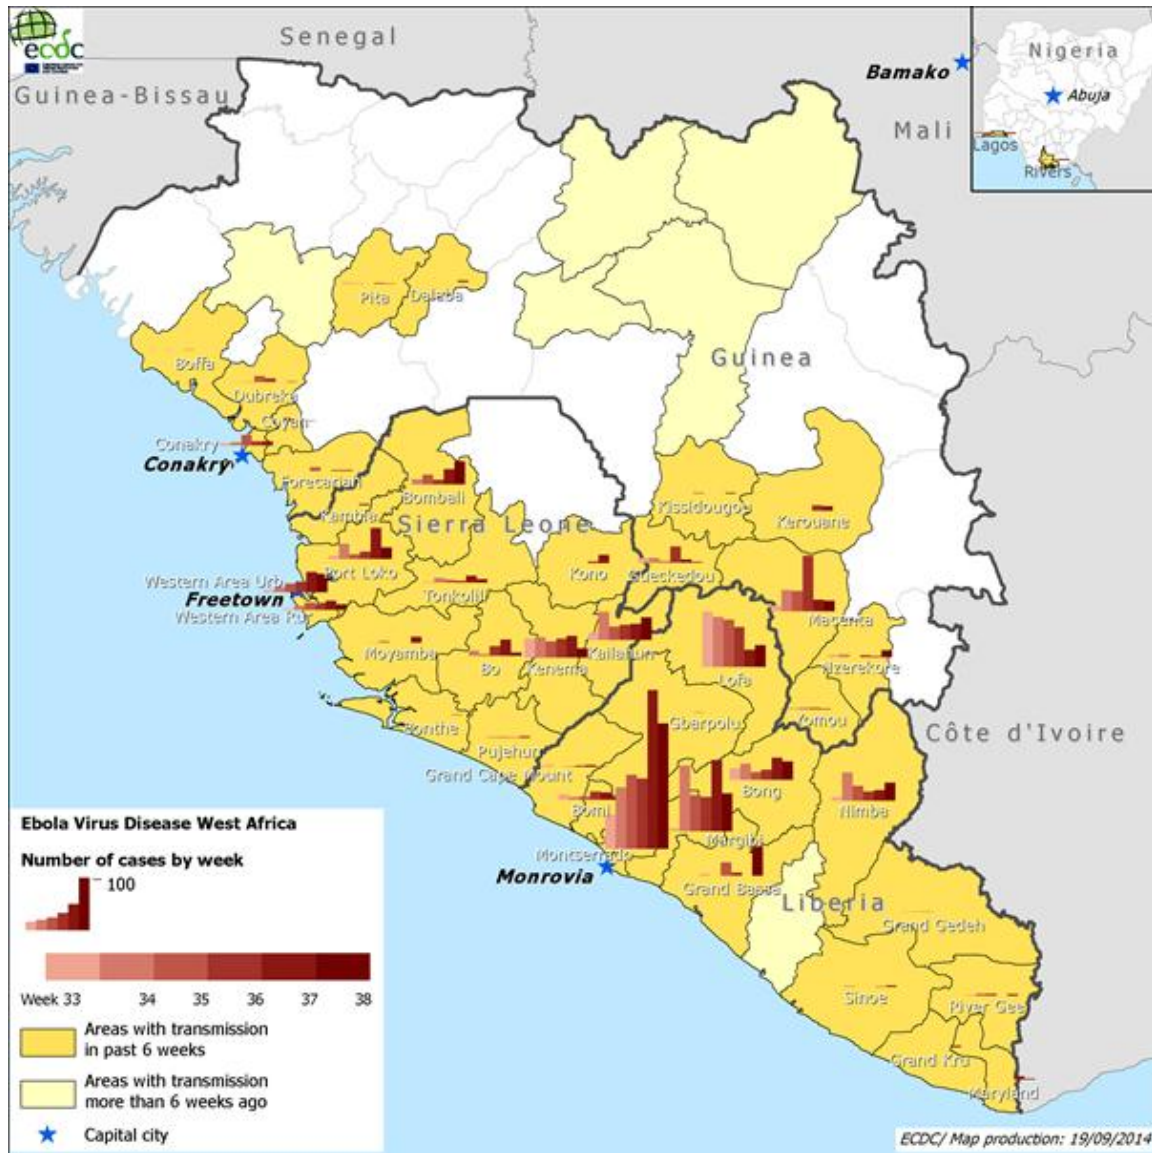 ecdc
Senegal
Guinea-Bissau
Bamako
Mali
Nigeria
Abuja
Lagos
Rivers
Pita
Dalaba
Boffa
Dubreka
Coyah
Conakry
Conakry
Forecariah
Guinea
Kambia
Bombali
Sierra Leone
Kissidougou
Kerouane
Port Loko
Kono
Gueckedou
Western Area Urb
Freetown
Tonkolili
Western Area Rur
Macenta
Moyamba
Bo
Kenema
Kailahun
Lofa
Nzerekore
Bonthe
Pujehun
Gbarpolu
Yomou
Côte d'Ivoire
Grand Cape Mount
Bomi
Bong
Nimba
Margibi
Montserrado
Monrovia
Grand Bassa
Liberia
Grand Gedeh
Sinoe
River Gee
Grand Kru
Maryland
Ebola Virus Disease West Africa
Number of cases by week
100
Week 33 34 35 36 37 38
Areas with transmission
in past 6 weeks
Areas with transmission
more than 6 weeks ago
Capital city
ECDC/ Map production: 19/09/2014